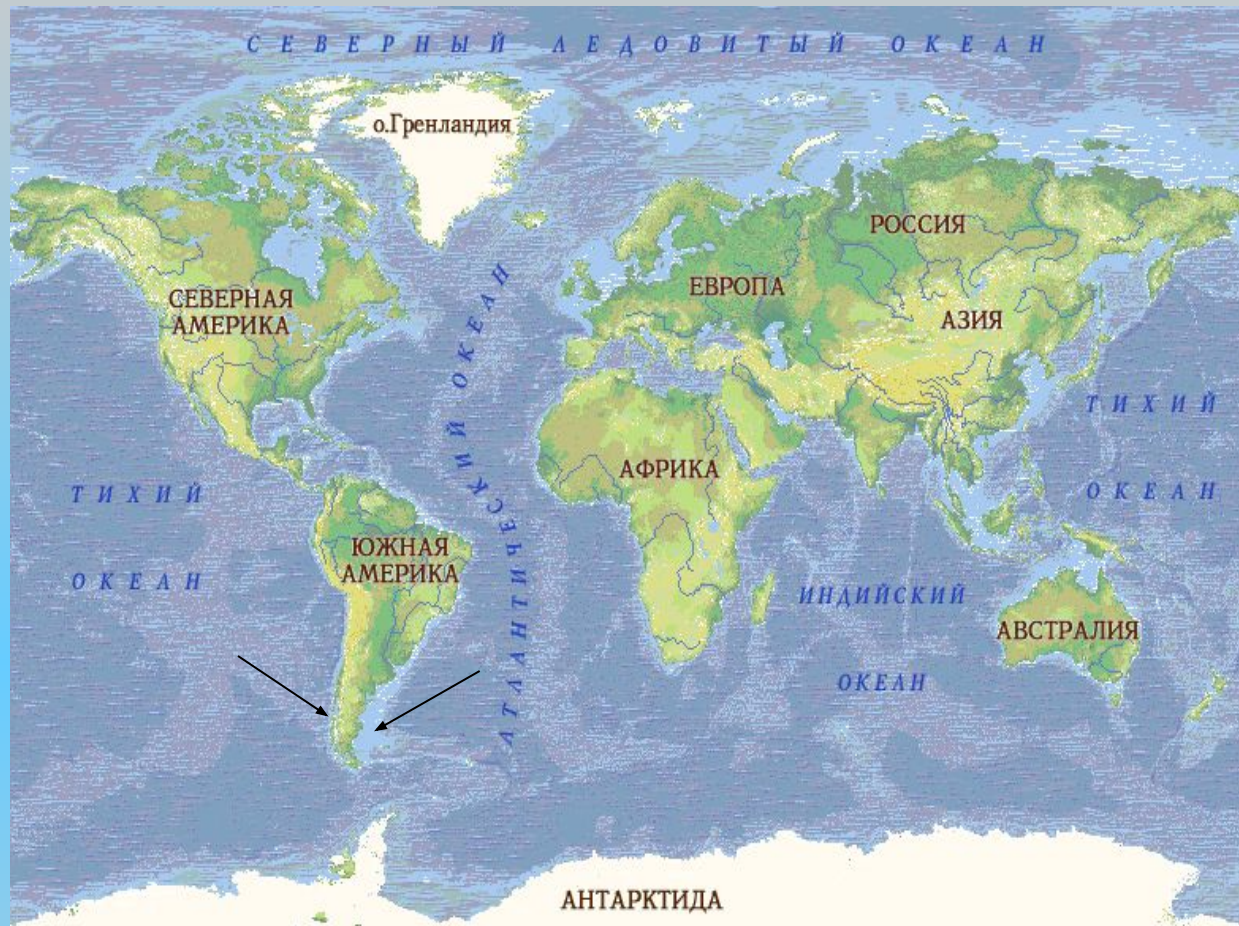 СЕВЕРНЫЙ ЛЕДОВИТЫЙ ОКЕАН
о.Гренландия
РОССИЯ
ЕВРОПА
СЕВЕРНАЯ
АМЕРИКА
АЗИЯ
АТЛАНТИЧЕСКИЙ ОКЕАН
ТИХИЙ
ОКЕАН
АФРИКА
ТИХИЙ
ОКЕАН
ЮЖНАЯ
АМЕРИКА
ИНДИЙСКИЙ
ОКЕАН
АВСТРАЛИЯ
АНТАРКТИДА